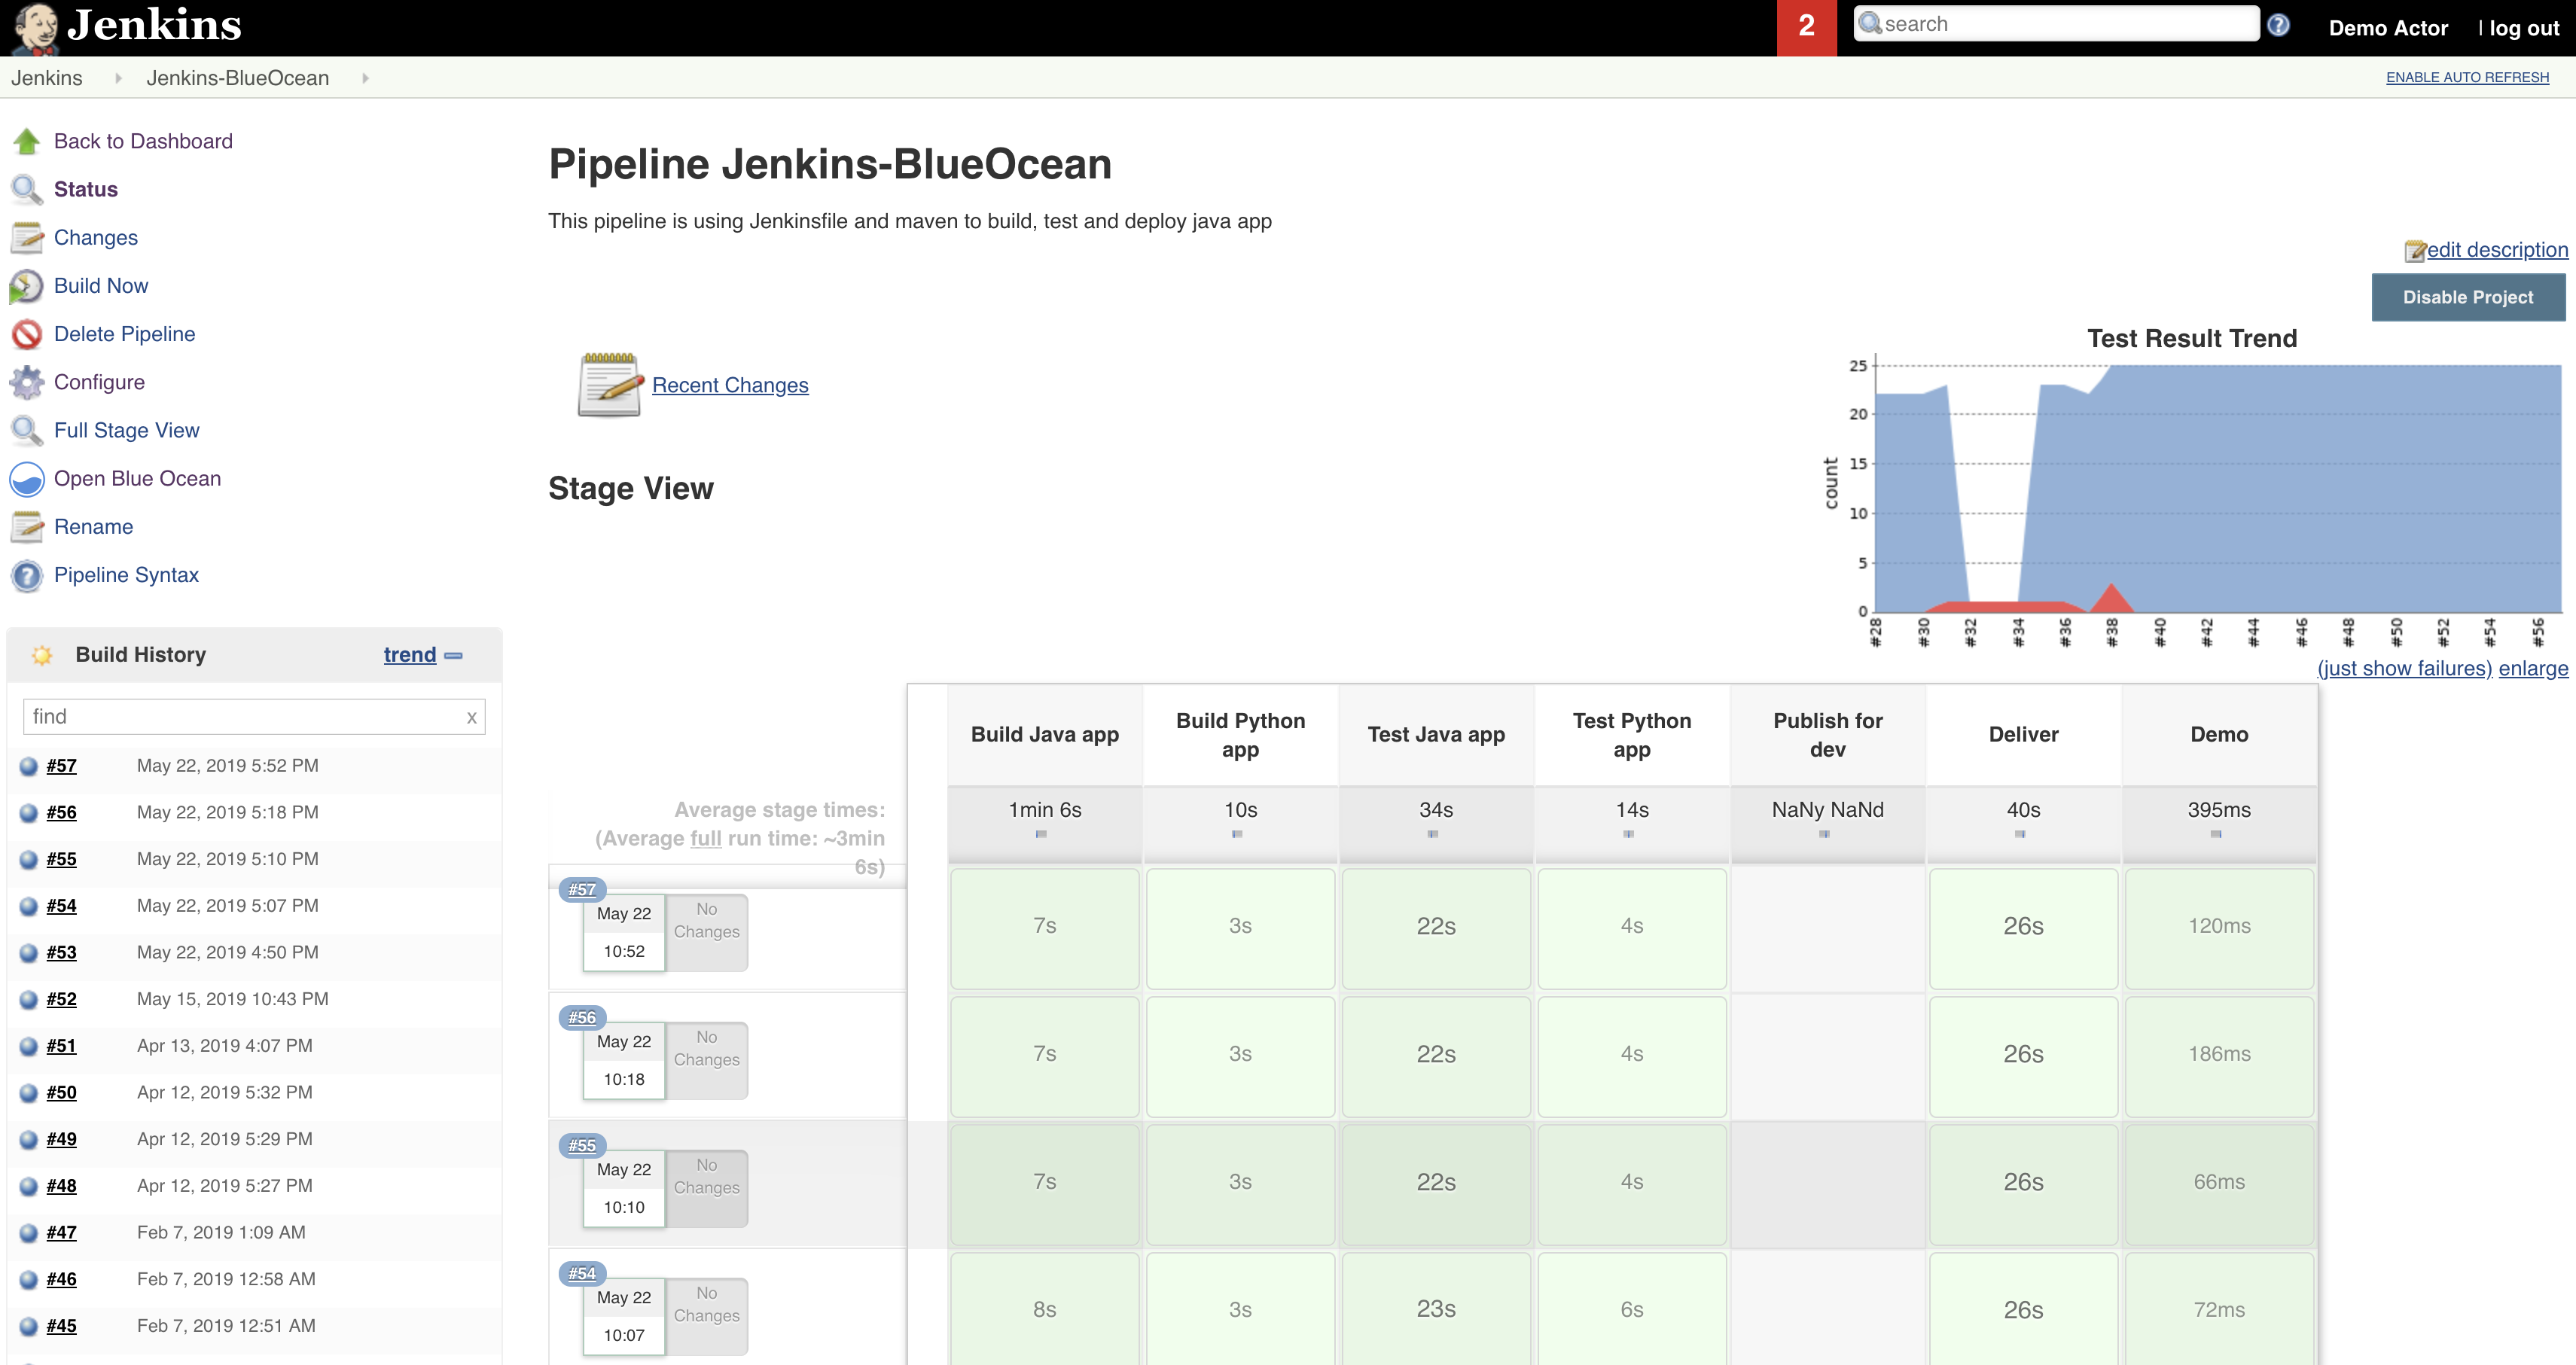 Jenkins
2
search
Demo Actor
| log out
Jenkins
Jenkins-BlueOcean
ENABLE AUTO REFRESH
Back to Dashboard
Status
Changes
Build Now
Delete Pipeline
Configure
Full Stage View
Open Blue Ocean
Rename
Pipeline Syntax
Build History
trend
find
x
#57 May 22, 2019 5:52 PM
#56 May 22, 2019 5:18 PM
#55 May 22, 2019 5:10 PM
#54 May 22, 2019 5:07 PM
#53 May 22, 2019 4:50 PM
#52 May 15, 2019 10:43 PM
#51 Apr 13, 2019 4:07 PM
#50 Apr 12, 2019 5:32 PM
#49 Apr 12, 2019 5:29 PM
#48 Apr 12, 2019 5:27 PM
#47 Feb 7, 2019 1:09 AM
#46 Feb 7, 2019 12:58 AM
#45 Feb 7, 2019 12:51 AM
Pipeline Jenkins-BlueOcean
This pipeline is using Jenkinsfile and maven to build, test and deploy java app
edit description
Disable Project
Recent Changes
Test Result Trend
count
25
20
15
10
5
0
#28 #30 #32 #34 #36 #38 #40 #42 #44 #46 #48 #50 #52 #54 #56
(just show failures) enlarge
Stage View
Build Java app
Build Python
app
Test Java app
Test Python
app
Publish for
dev
Deliver
Demo
Average stage times:
(Average full run time: ~3min
6s)
1min 6s 10s 34s 14s NaNy NaNd 40s 395ms
#57
May 22
10:52
No
Changes
7s 3s 22s 4s 26s 120ms
#56
May 22
10:18
No
Changes
7s 3s 22s 4s 26s 186ms
#55
May 22
10:10
No
Changes
7s 3s 22s 4s 26s 66ms
#54
May 22
10:07
No
Changes
8s 3s 23s 6s 26s 72ms